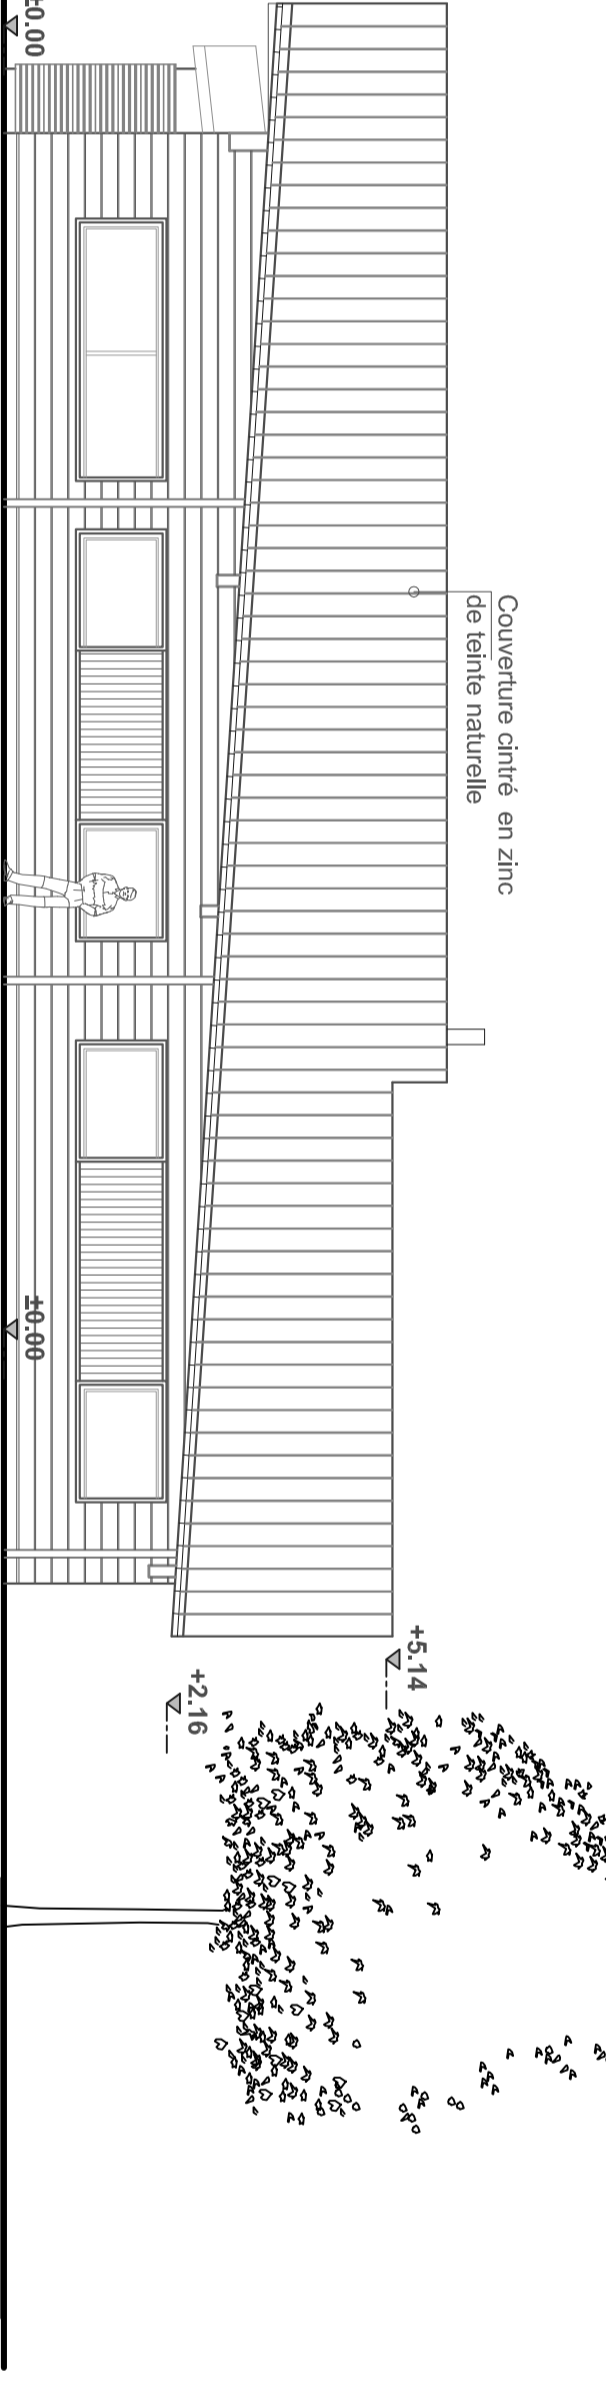 Couverture cintré en zinc
de teinte naturelle
±0.00
±0.00
+5.14
+2.16